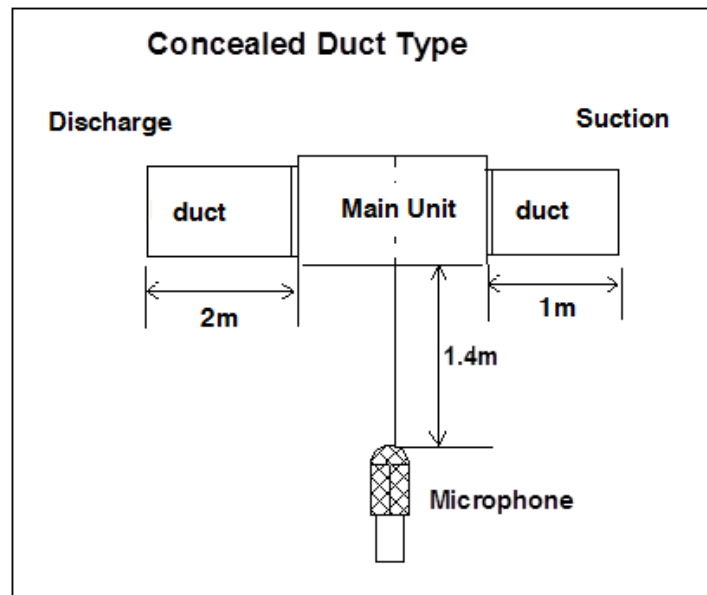 Concealed Duct Type
Discharge
Suction
duct
Main Unit
duct
2m
1m
1.4m
Microphone